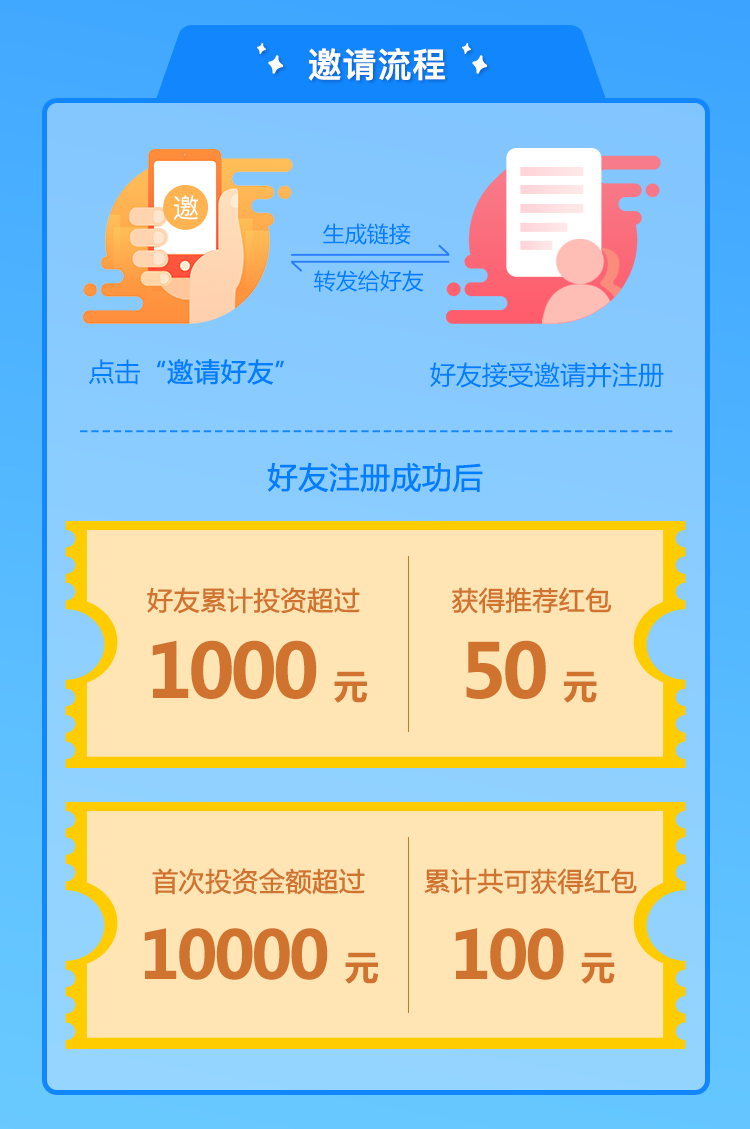 邀请流程
邀
生成链接
转发给好友
点击“邀请好友”
好友接受邀请并注册
好友注册成功后
好友累计投资超过
1000 元
获得推荐红包
50 元
首次投资金额超过
10000 元
累计共可获得红包
100 元